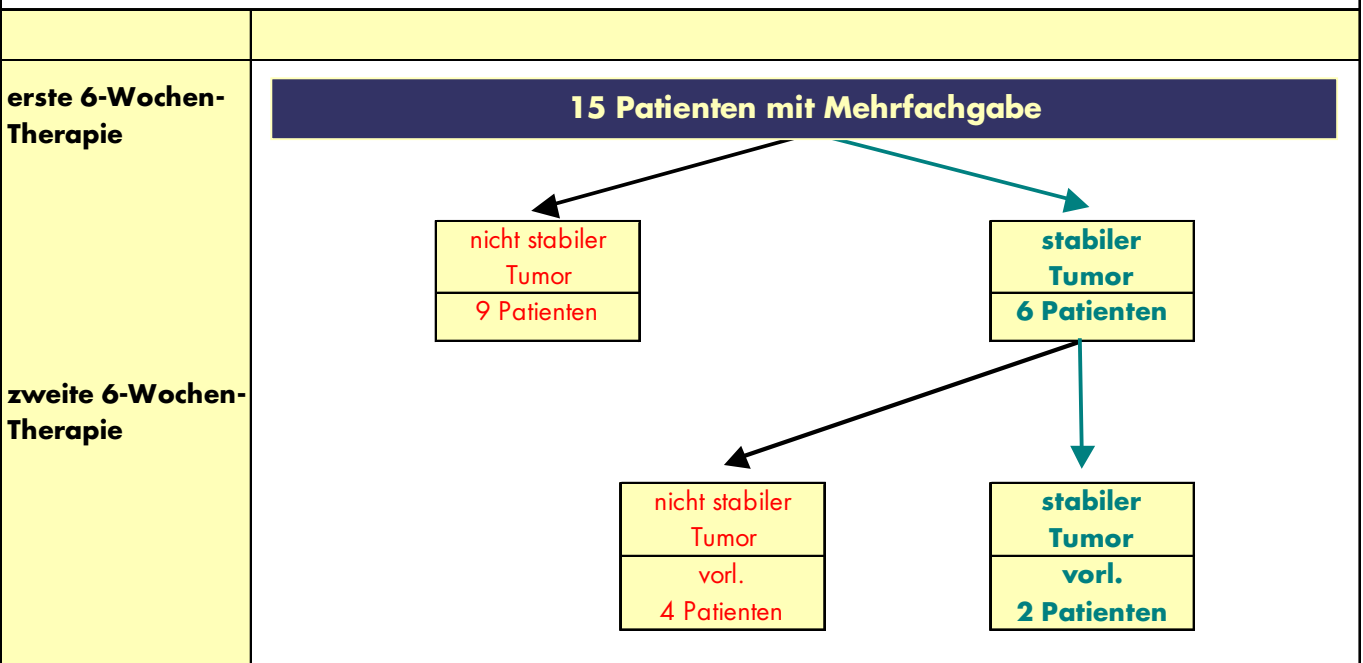 erste 6-Wochen-
Therapie
15 Patienten mit Mehrfachgabe
nicht stabiler
Tumor
9 Patienten
stabiler
Tumor
6 Patienten
zweite 6-Wochen-
Therapie
nicht stabiler
Tumor
vorl.
4 Patienten
stabiler
Tumor
vorl.
2 Patienten